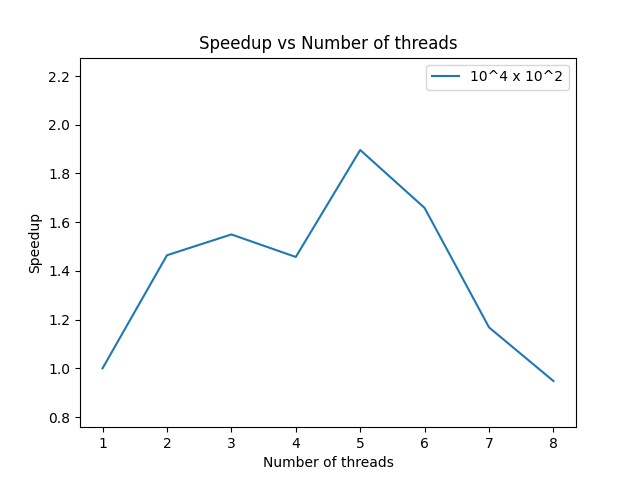 Speedup vs Number of threads
10^4 x 10^2
2.2
2.0
1.8
1.6
1.4
1.2
1.0
0.8
Speedup
1 2 3 4 5 6 7 8
Number of threads